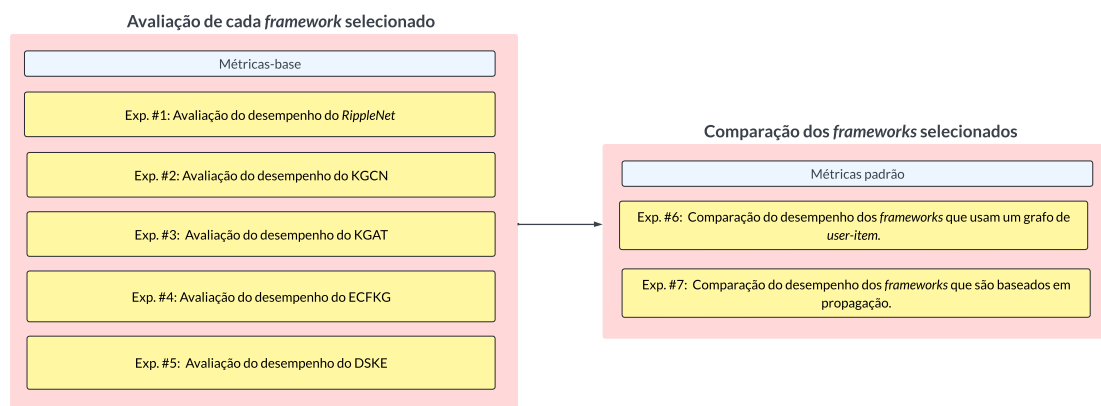 Avaliação de cada framework selecionado
Métricas-base
Exp. #1: Avaliação do desempenho do RippleNet
Exp. #2: Avaliação do desempenho do KGCN
Exp. #3: Avaliação do desempenho do KGAT
Exp. #4: Avaliação do desempenho do ECFKG
Exp. #5: Avaliação do desempenho do DSKE
Comparação dos frameworks selecionados
Métricas padrão
Exp. #6: Comparação do desempenho dos frameworks que usam um grafo de
user-item.
Exp. #7: Comparação do desempenho dos frameworks que são baseados em
propagação.